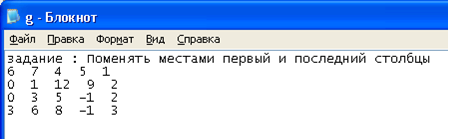 g - Блокнот
Файл Правка Формат Вид Справка
задание : Поменять местами первый и последний столбцы
6 7 4 5 1
0 1 12 9 2
0 3 5 -1 2
3 6 8 -1 3